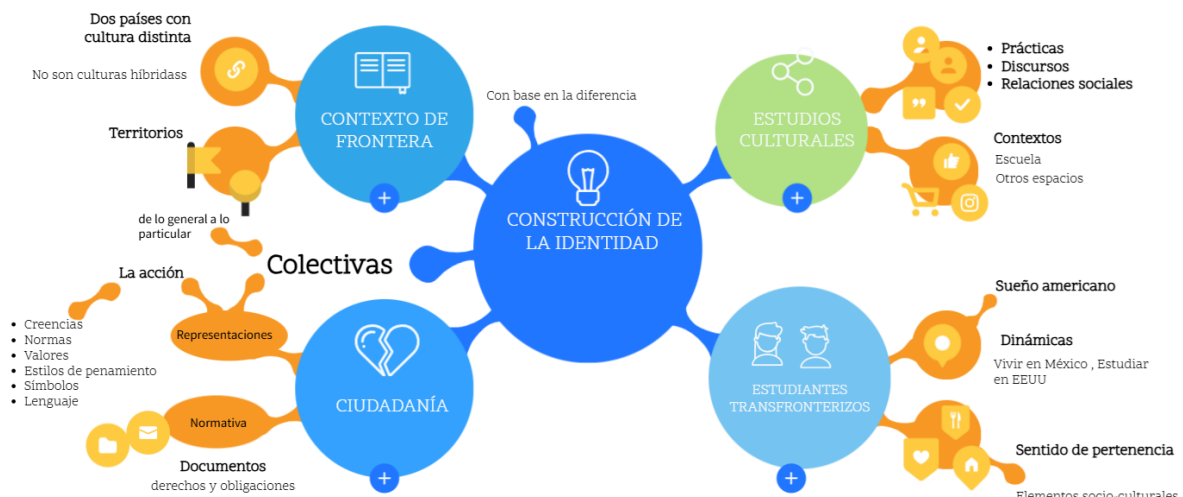 Dos países con
cultura distinta
No son culturas híbridass
Territorios
CONTEXTO DE
FRONTERA
Con base en la diferencia
ESTUDIOS
CULTURALES
• Prácticas
• Discursos
• Relaciones sociales
Contextos
Escuela
Otros espacios
CONSTRUCCIÓN DE
LA IDENTIDAD
de lo general a lo
particular
Colectivas
La acción
Representaciones
• Creencias
• Normas
• Valores
• Estilos de penamiento
• Símbolos
• Lenguaje
Normativa
Documentos
derechos y obligaciones
CIUDADANÍA
ESTUDIANTES
TRANSFRONTERIZOS
Sueño americano
Dinámicas
Vivir en México , Estudiar
en EEUU
Sentido de pertenencia
Elementos socio-culturales